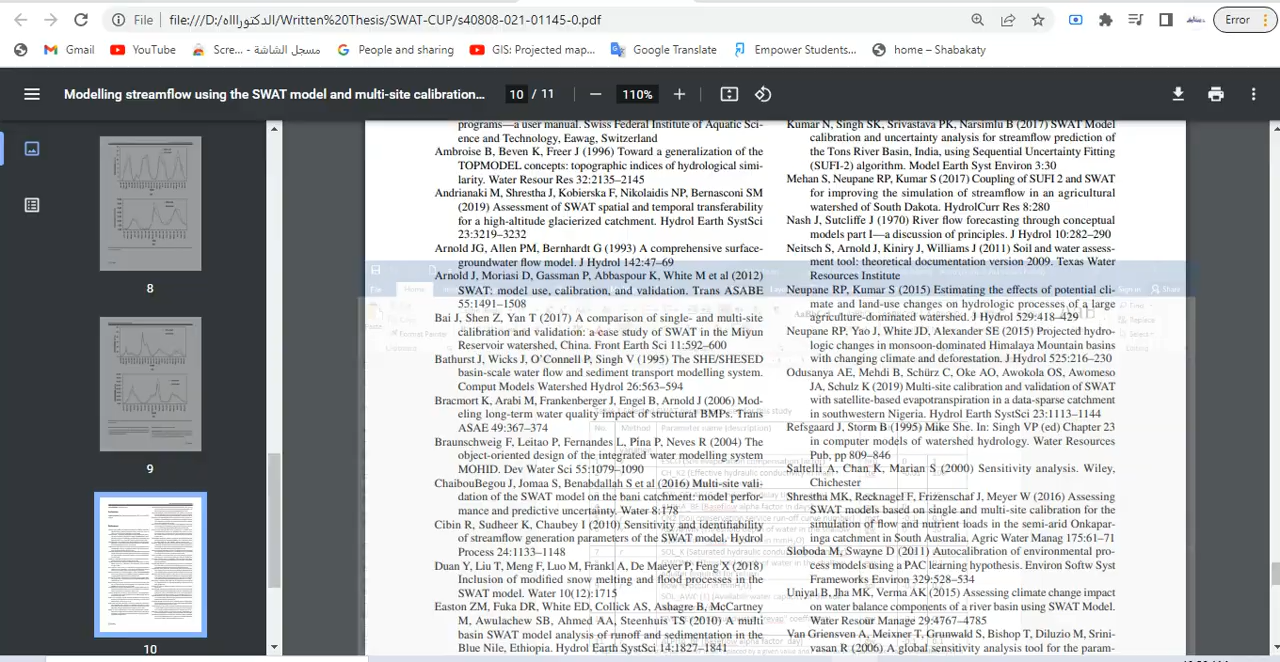 File file:///D:/الدكتوراالاه/Written%20Thesis/SWAT-CUP/s40808-021-01145-0.pdf
Error
Gmail YouTube Scre... - مسجل الشاشة People and sharing GIS: Projected map... Google Translate Empower Students... home – Shabakaty
Modelling streamflow using the SWAT model and multi-site calibration... 10 / 11 110%
8
9
10
programs—a user manual. Swiss Federal Institute of Aquatic Sci-
ence and Technology, Eawag, Switzerland
Ambroise B, Beven K, Freer J (1996) Toward a generalization of the
TOPMODEL concepts: topographic indices of hydrological simi-
larity. Water Resour Res 32:2135–2145
Andrianaki M, Shrestha J, Kobierska F, Nikolaidis NP, Bernasconi SM
(2019) Assessment of SWAT spatial and temporal transferability
for a high-altitude glacierized catchment. Hydrol Earth SystSci
23:3219–3232
Arnold JG, Allen PM, Bernhardt G (1993) A comprehensive surface-
groundwater flow model. J Hydrol 142:47–69
Arnold J, Moriasi D, Gassman P, Abbaspour K, White M et al (2012)
SWAT: model use, calibration, and validation. Trans ASABE
55:1491–1508
Bai J, Shen Z, Yan T (2017) A comparison of single- and multi-site
calibration and validation: a case study of SWAT in the Miyun
Reservoir watershed, China. Front Earth Sci 11:592–600
Bathurst J, Wicks J, O'Connell P, Singh V (1995) The SHE/SHESED
basin-scale water flow and sediment transport modelling system.
Comput Models Watershed Hydrol 26:563–594
Bracmort K, Arabi M, Frankenberger J, Engel B, Arnold J (2006) Mod-
eling long-term water quality impact of structural BMPs. Trans
ASAE 49:367–374
Braunschweig F, Leitao P, Fernandes L, Pina P, Neves R (2004) The
object-oriented design of the integrated water modelling system
MOHID. Dev Water Sci 55:1079–1090
ChaibouBegou J, Jomaa S, Benabdallah S et al (2016) Multi-site vali-
dation of the SWAT model on the bani catchment: model perfor-
mance and predictive uncertainty. Water 8:178
Cibin R, Sudheer K, Chaubey I (2010) Sensitivity and identifiability
of streamflow generation parameters of the SWAT model. Hydrol
Process 24:1133–1148
Duan Y, Liu T, Meng F, Luo M, Frankl A, De Maeyer P, Feng X (2018)
Inclusion of modified snow melting and flood processes in the
SWAT model. Water 10(12):1715
Easton ZM, Fuka DR, White ED, Collick AS, Ashagre B, McCartney
M, Awulachew SB, Ahmed AA, Steenhuis TS (2010) A multi
basin SWAT model analysis of runoff and sedimentation in the
Blue Nile, Ethiopia. Hydrol Earth SystSci 14:1827–1841
Kumar N, Singh SK, Srivastava PK, Narsimlu B (2017) SWAT Model
calibration and uncertainty analysis for streamflow prediction of
the Tons River Basin, India, using Sequential Uncertainty Fitting
(SUFI-2) algorithm. Model Earth Syst Environ 3:30
Mehan S, Neupane RP, Kumar S (2017) Coupling of SUFI 2 and SWAT
for improving the simulation of streamflow in an agricultural
watershed of South Dakota. HydrolCurr Res 8:280
Nash J, Sutcliffe J (1970) River flow forecasting through conceptual
models part I—a discussion of principles. J Hydrol 10:282–290
Neitsch S, Arnold J, Kiniry J, Williams J (2011) Soil and water assess-
ment tool: theoretical documentation version 2009. Texas Water
Resources Institute
Neupane RP, Kumar S (2015) Estimating the effects of potential cli-
mate and land-use changes on hydrologic processes of a large
agriculture-dominated watershed. J Hydrol 529:418–429
Neupane RP, Yao J, White JD, Alexander SE (2015) Projected hydro-
logic changes in monsoon-dominated Himalaya Mountain basins
with changing climate and deforestation. J Hydrol 525:216–230
Odusanya AE, Mehdi B, Schürz C, Oke AO, Awokola OS, Awomeso
JA, Schulz K (2019) Multi-site calibration and validation of SWAT
with satellite-based evapotranspiration in a data-sparse catchment
in southwestern Nigeria. Hydrol Earth SystSci 23:1113–1144
Refsgaard J, Storm B (1995) Mike She. In: Singh VP (ed) Chapter 23
in computer models of watershed hydrology. Water Resources
Pub, pp 809–846
Saltelli A, Chan K, Marian S (2000) Sensitivity analysis. Wiley,
Chichester
Shrestha MK, Recknagel F, Frizenschaf J, Meyer W (2016) Assessing
SWAT models based on single and multi-site calibration for the
simulation of flow and nutrient loads in the semi-arid Onkapar-
inga catchment in South Australia. Agric Water Manag 175:61–71
Sloboda M, Swayne D (2011) Autocalibration of environmental pro-
cess models using a PAC learning hypothesis. Environ Softw Syst
Framework s Environ 329:528–534
Uniyal B, Jha MK, Verma AK (2015) Assessing climate change impact
on water balance components of a river basin using SWAT Model.
Water Resour Manage 29:4767–4785
Van Griensven A, Meixner T, Grunwald S, Bishop T, Diluzio M, Srini-
vasan R (2006) A global sensitivity analysis tool for the param-